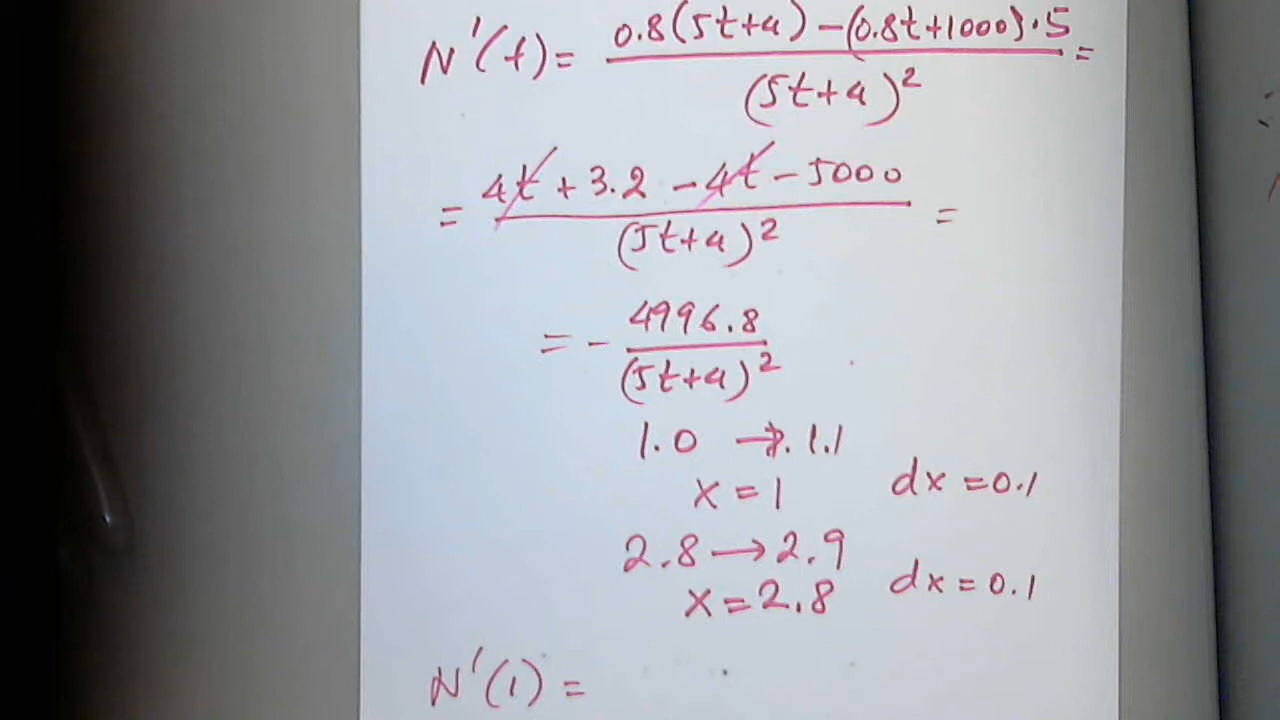 N'(t) = 0.8(5t+4) - (0.8t+1000)·5 / (5t+4)² =
= 4t + 3.2 - 4t - 5000 / (5t+4)² =
= - 4996.8 / (5t+4)²
1.0 → 1.1
x = 1 dx = 0.1
2.8 → 2.9
x = 2.8 dx = 0.1
N'(1) =